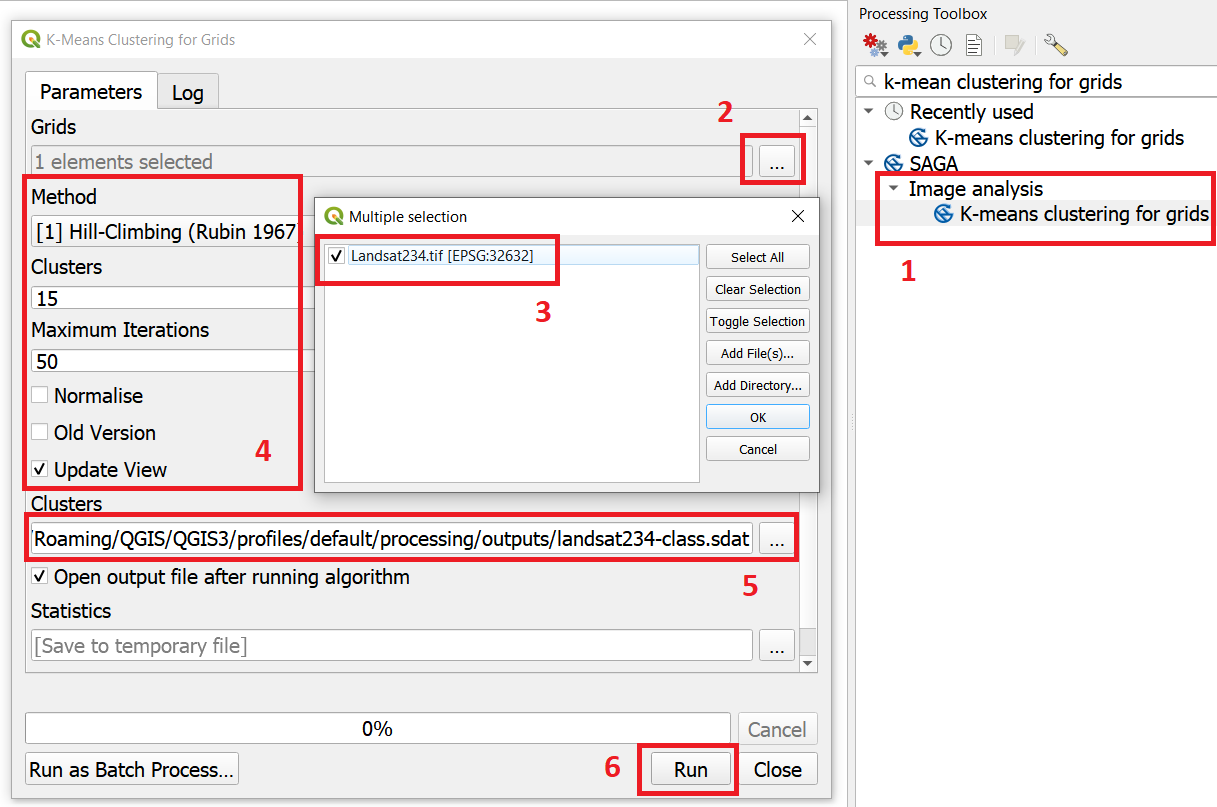 K-Means Clustering for Grids
Parameters
Log
Grids
2
1 elements selected
...
Method
[1] Hill-Climbing (Rubin 1967
Clusters
15
Maximum Iterations
50
Normalise
Old Version
4
Update View
Multiple selection
Landsat234.tif [EPSG:32632]
3
Select All
Clear Selection
Toggle Selection
Add File(s)...
Add Directory...
OK
Cancel
Clusters
/Roaming/QGIS/QGIS3/profiles/default/processing/outputs/landsat234-class.sdat
...
Open output file after running algorithm
5
Statistics
[Save to temporary file]
...
0%
Cancel
Run as Batch Process...
6
Run
Close
Processing Toolbox
k-mean clustering for grids
Recently used
K-means clustering for grids
SAGA
Image analysis
K-means clustering for grids
1